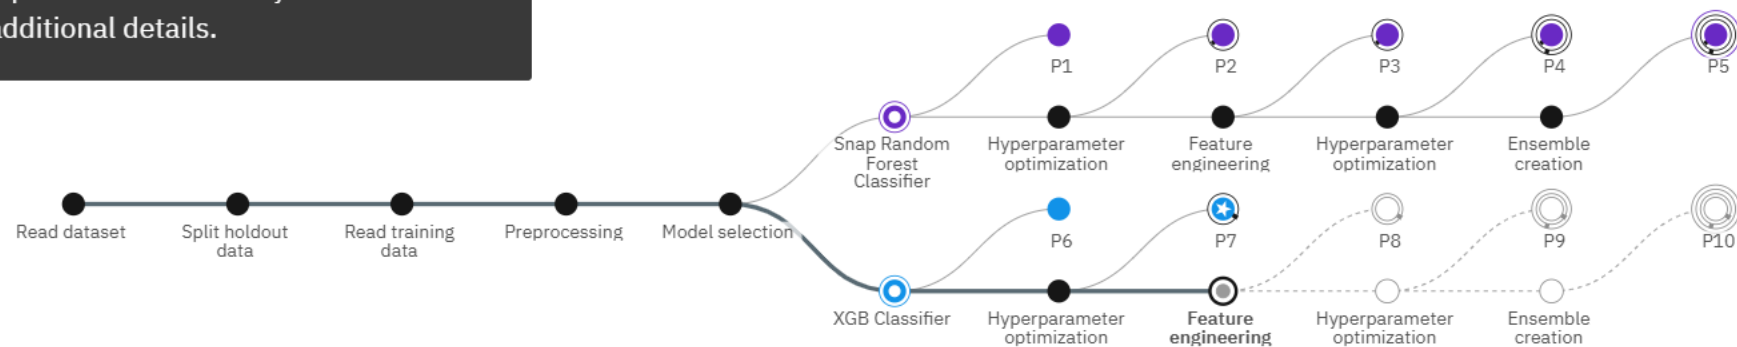 additional details.
P1
P2
P3
P4
P5
Snap Random
Forest
Classifier
Hyperparameter
optimization
Feature
engineering
Hyperparameter
optimization
Ensemble
creation
Read dataset
Split holdout
data
Read training
data
Preprocessing
Model selection
P6
P7
P8
P9
P10
XGB Classifier
Hyperparameter
optimization
Feature
engineering
Hyperparameter
optimization
Ensemble
creation